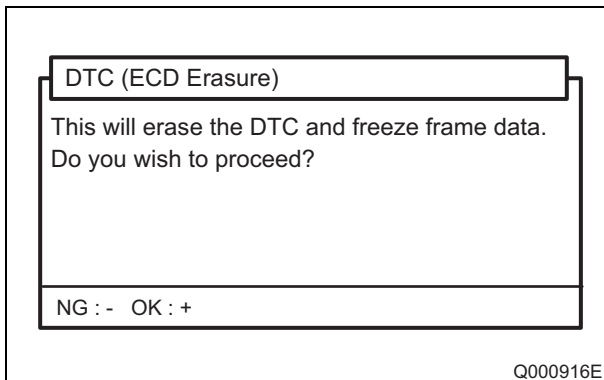 DTC (ECD Erasure)
This will erase the DTC and freeze frame data.
Do you wish to proceed?
NG : -   OK : +
Q000916E